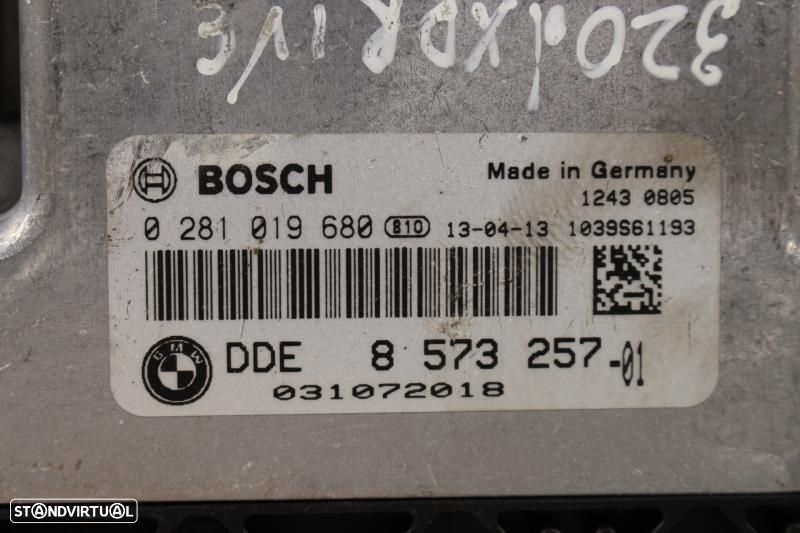 320d XDRIVE
BOSCH
Made in Germany
1243 0805
0 281 019 680 810 13-04-13 1039S61193
BMW
DDE 8 573 257-01
031072018
STANDVIRTUAL